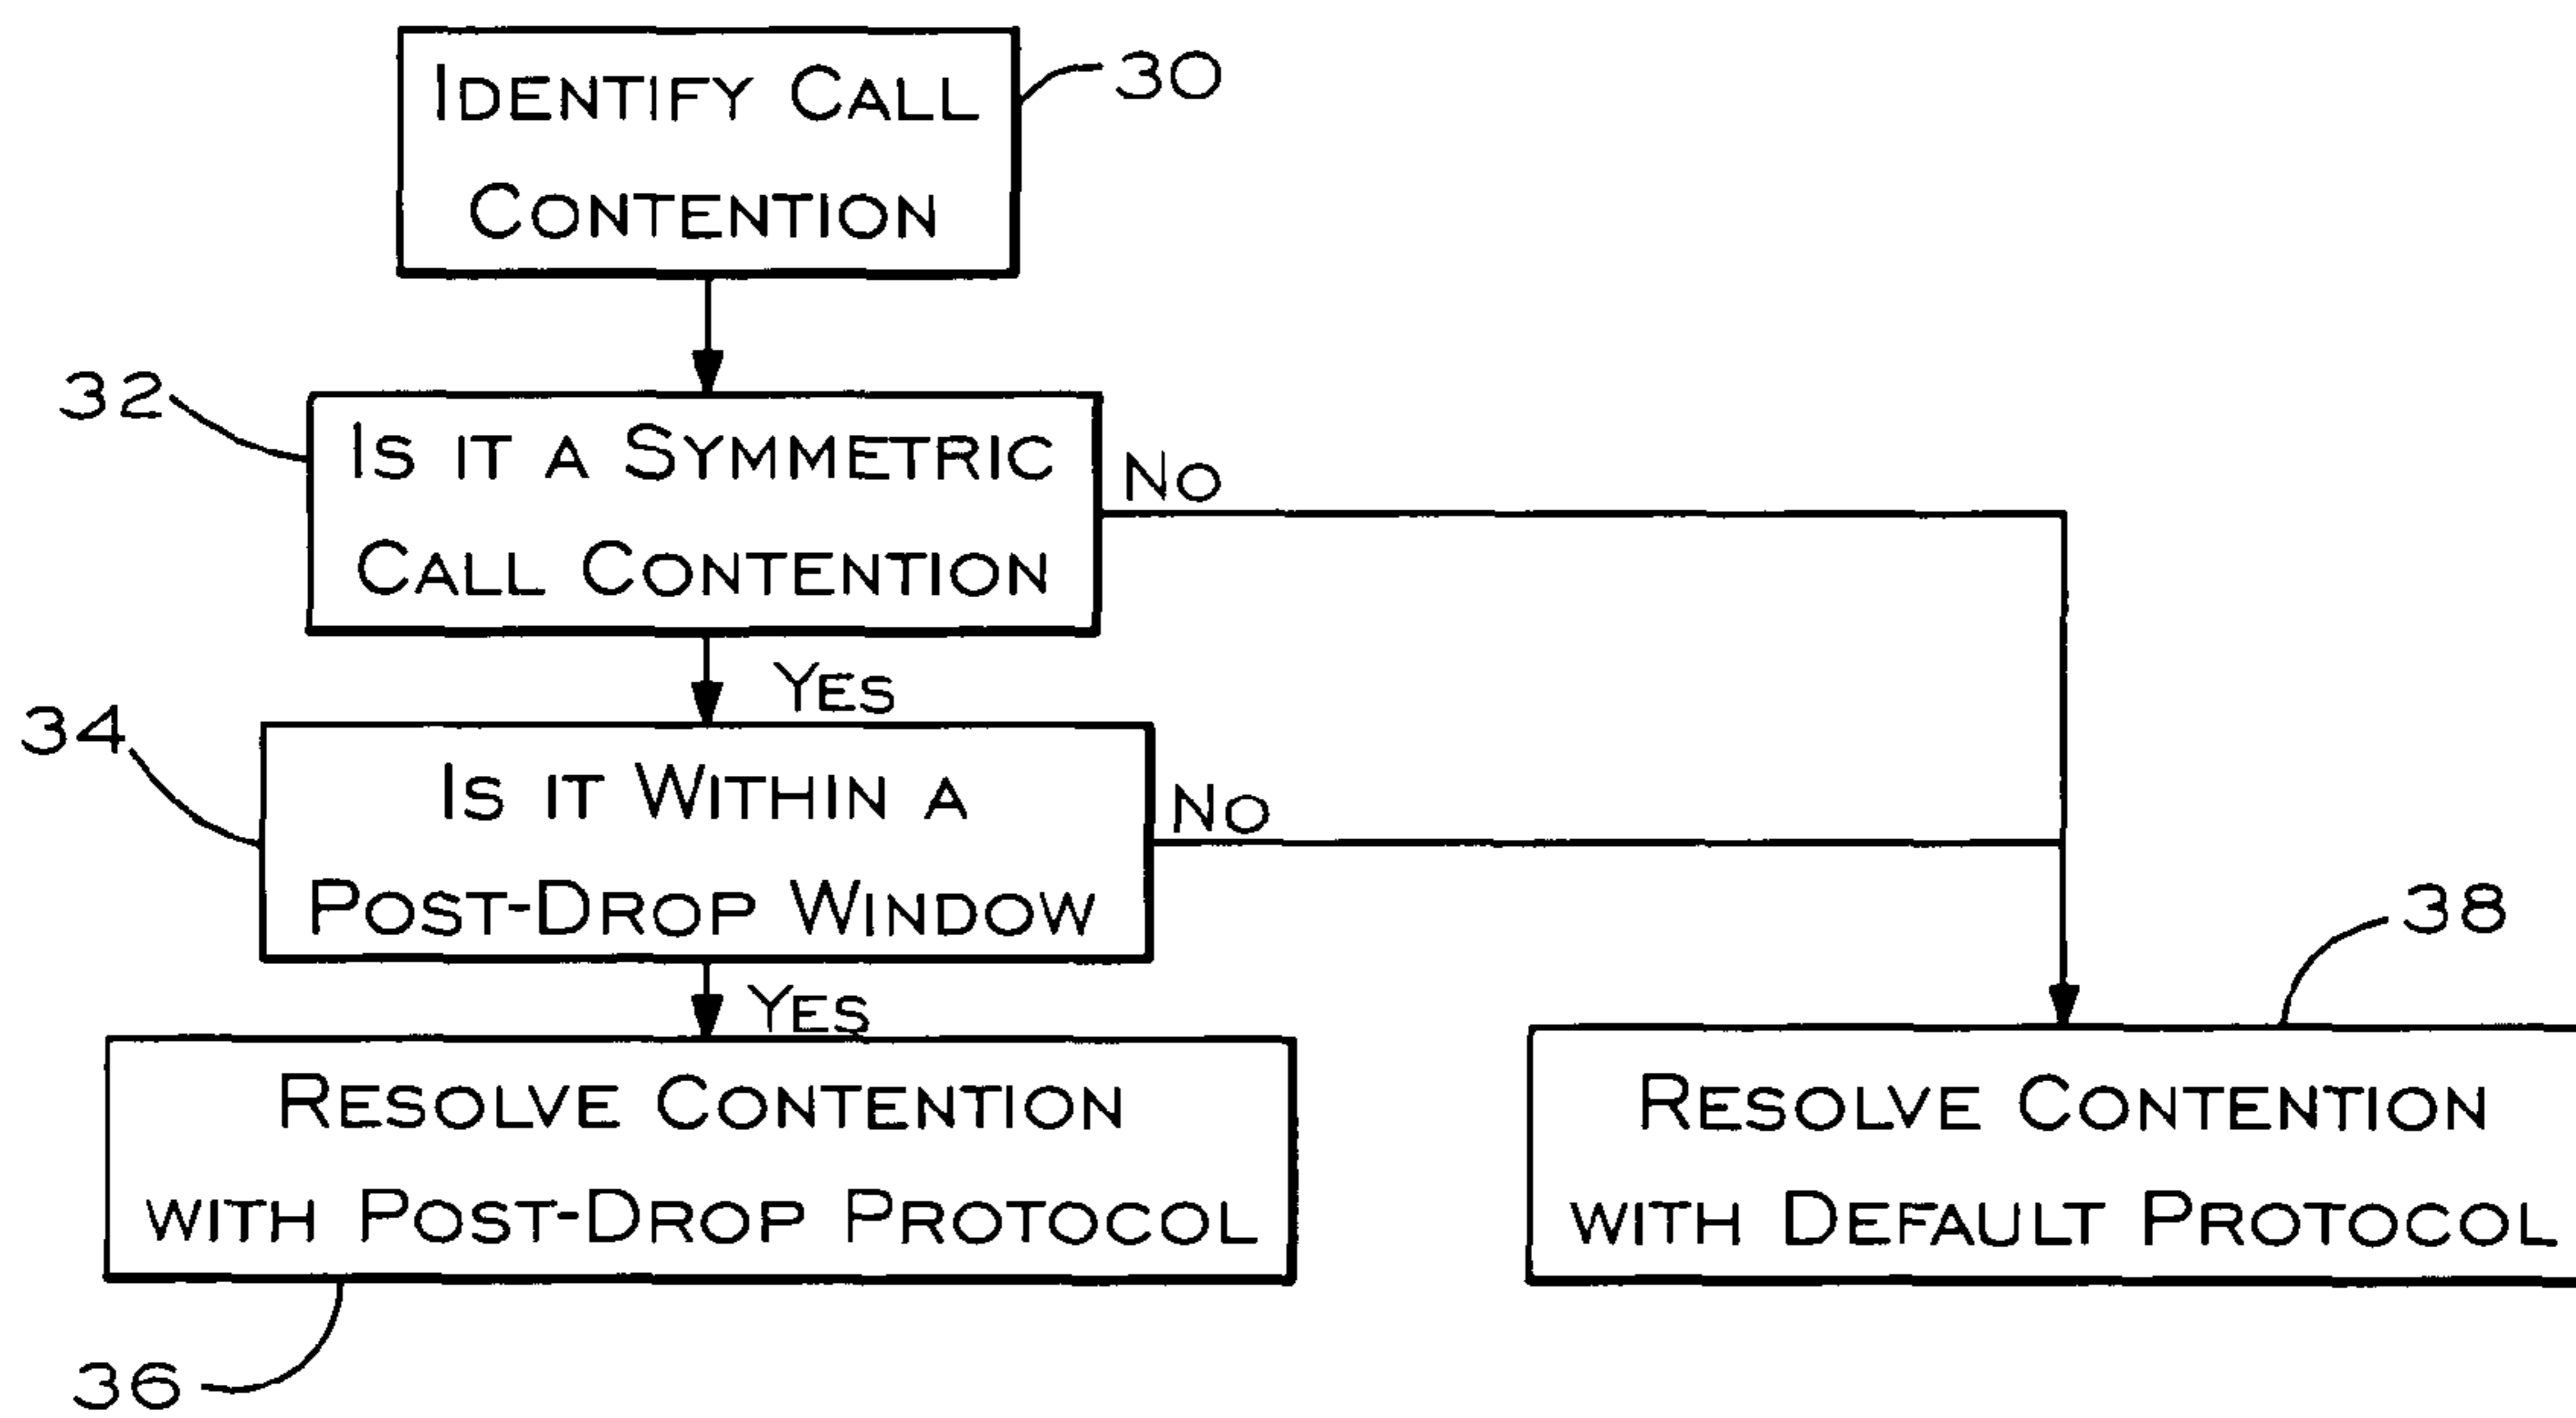 IDENTIFY CALL
CONTENTION
30
32
IS IT A SYMMETRIC
CALL CONTENTION
NO
YES
34
IS IT WITHIN A
POST-DROP WINDOW
NO
YES
38
RESOLVE CONTENTION
WITH POST-DROP PROTOCOL
36
RESOLVE CONTENTION
WITH DEFAULT PROTOCOL